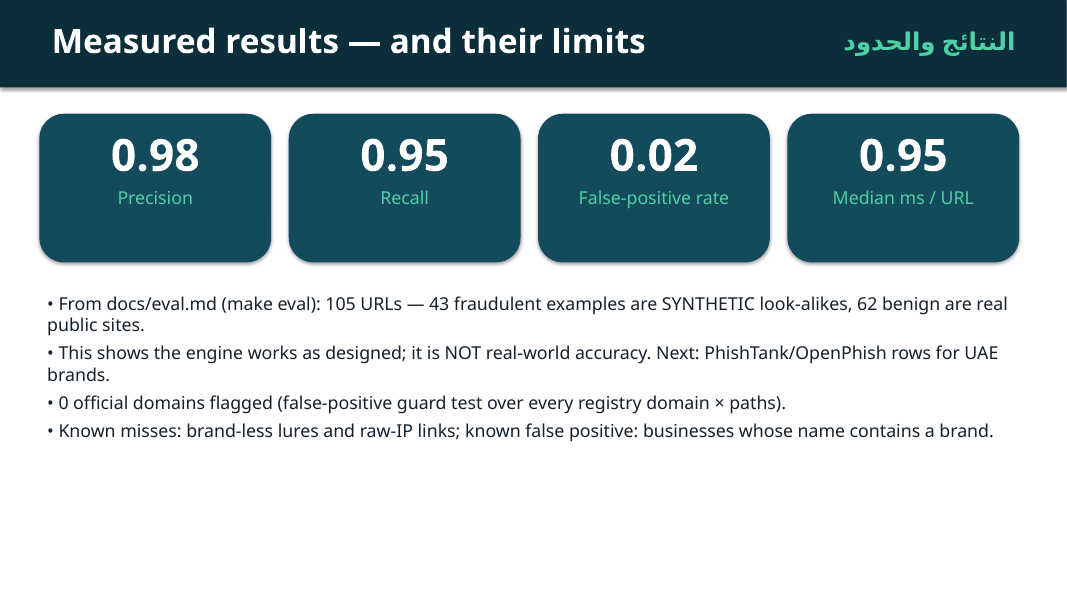 Measured results — and their limits
النتائج والحدود
0.98
Precision
0.95
Recall
0.02
False-positive rate
0.95
Median ms / URL
• From docs/eval.md (make eval): 105 URLs — 43 fraudulent examples are SYNTHETIC look-alikes, 62 benign are real
public sites.
• This shows the engine works as designed; it is NOT real-world accuracy. Next: PhishTank/OpenPhish rows for UAE
brands.
• 0 official domains flagged (false-positive guard test over every registry domain × paths).
• Known misses: brand-less lures and raw-IP links; known false positive: businesses whose name contains a brand.